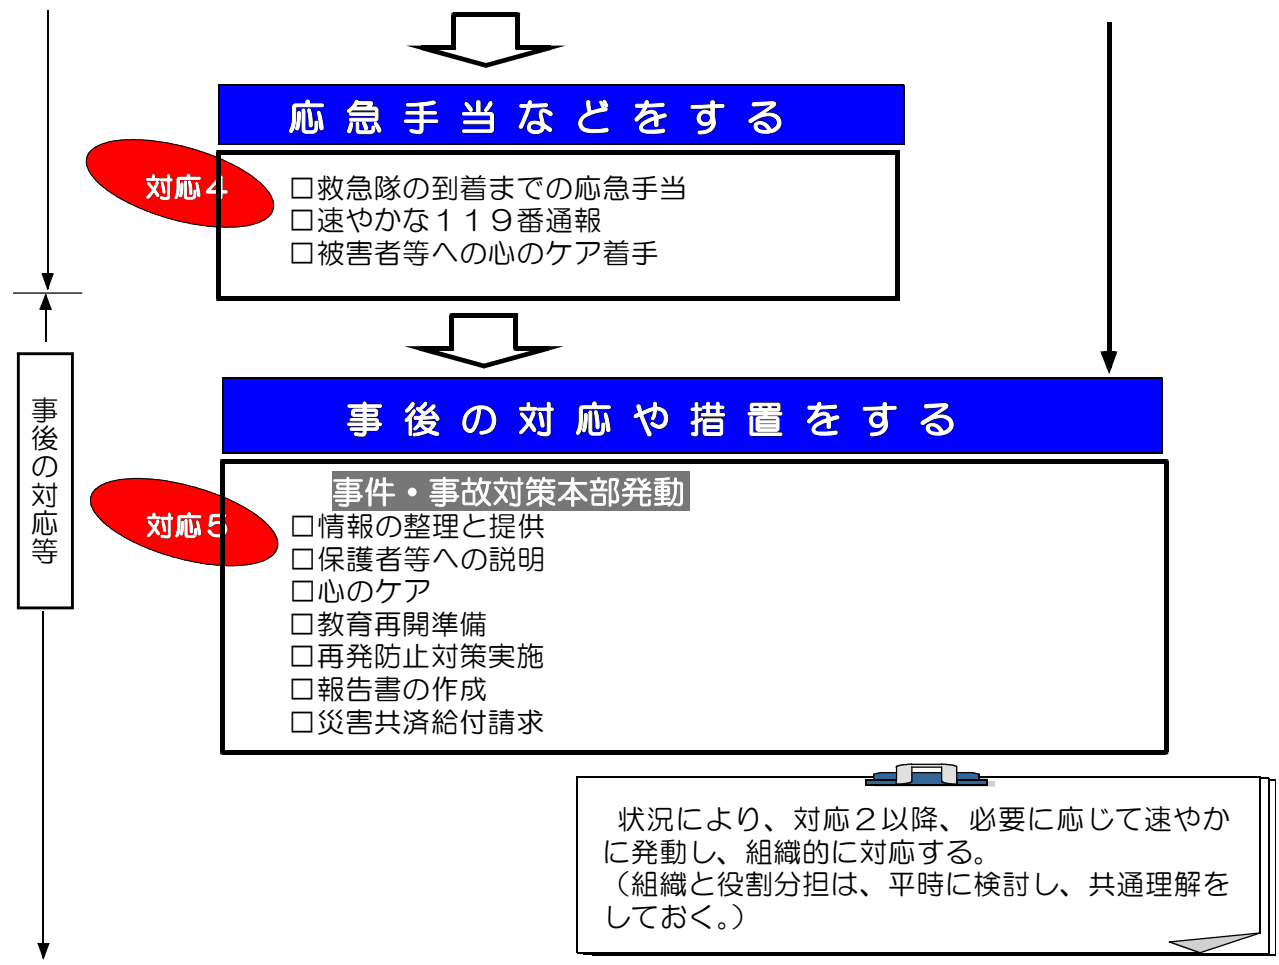 応急手当などをする
対応4
□救急隊の到着までの応急手当
□速やかな１１９番通報
□被害者等への心のケア着手
事後の対応や措置をする
事後の対応等
対応5
事件・事故対策本部発動
□情報の整理と提供
□保護者等への説明
□心のケア
□教育再開準備
□再発防止対策実施
□報告書の作成
□災害共済給付請求
状況により、対応２以降、必要に応じて速やか
に発動し、組織的に対応する。
（組織と役割分担は、平時に検討し、共通理解を
しておく。）